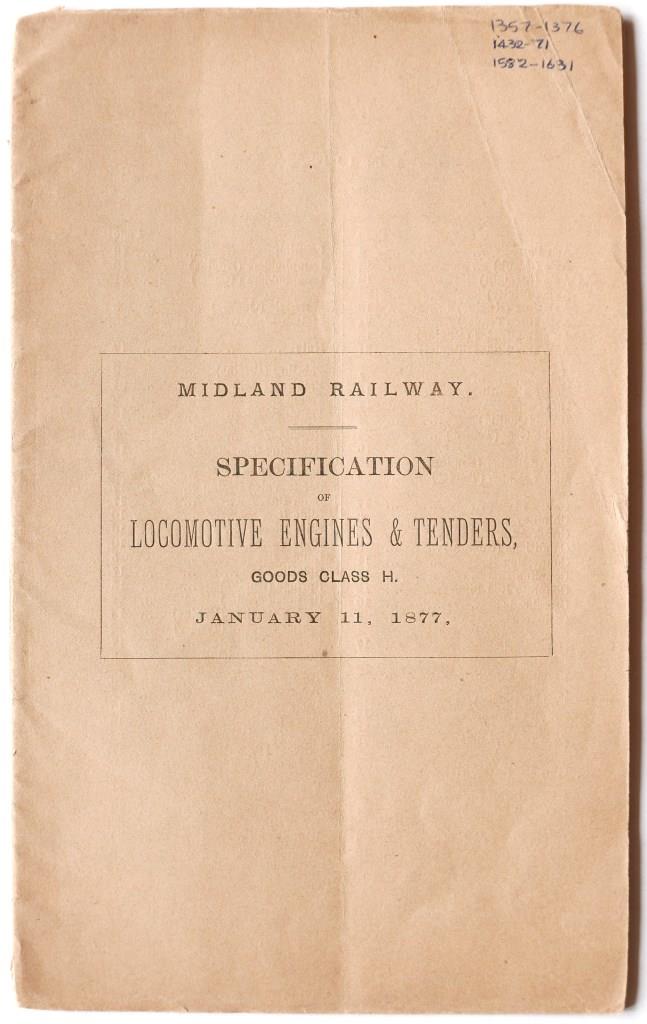 1357-1376
1432-71
1582-1631
MIDLAND RAILWAY.
SPECIFICATION
OF
LOCOMOTIVE ENGINES & TENDERS,
GOODS CLASS H.
JANUARY 11, 1877,